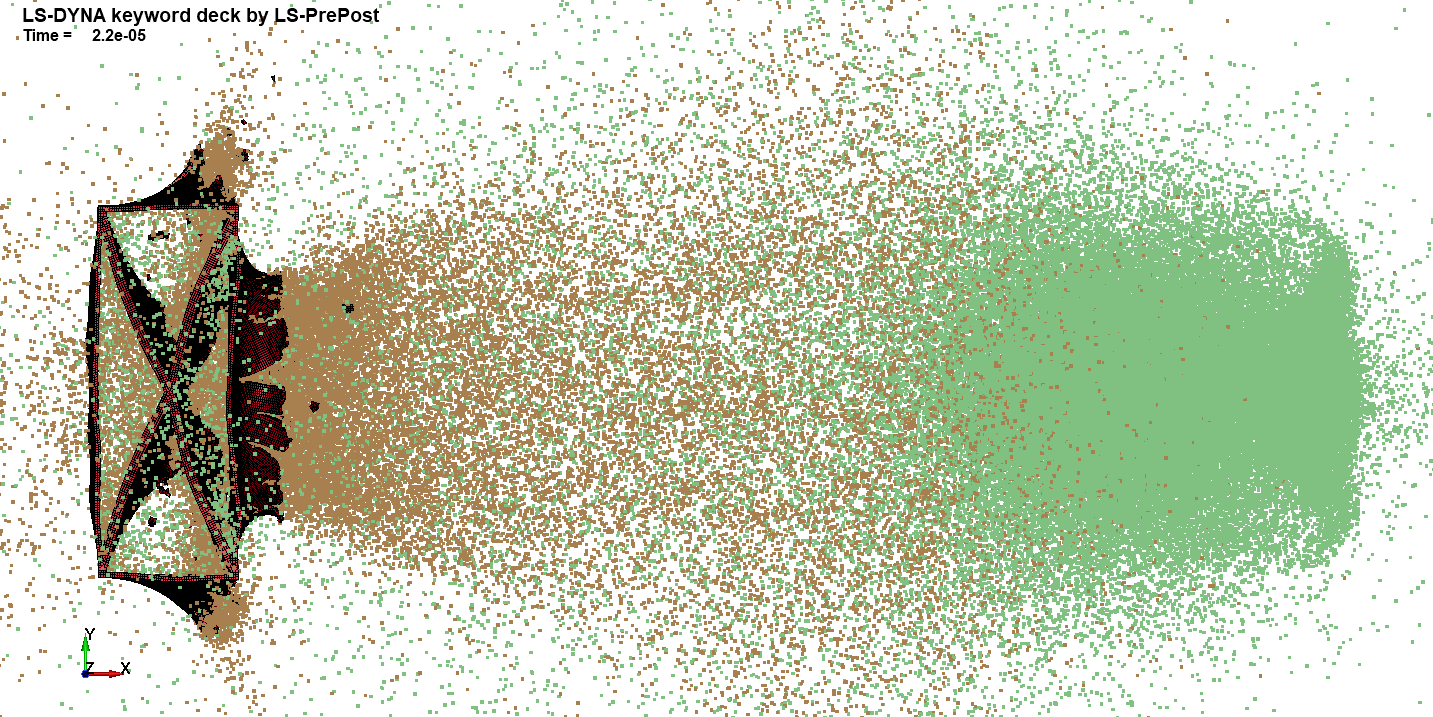 LS-DYNA keyword deck by LS-PrePost
Time = 2.2e-05
Y
Z
X